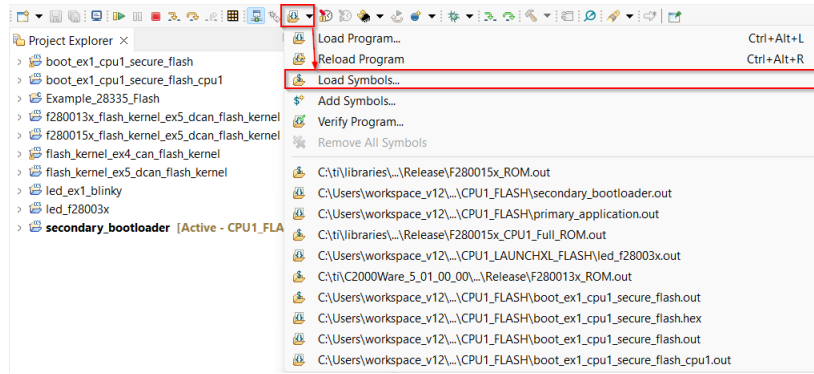 Project Explorer
boot_ex1_cpu1_secure_flash
boot_ex1_cpu1_secure_flash_cpu1
Example_28335_Flash
f280013x_flash_kernel_ex5_dcan_flash_kernel
f280015x_flash_kernel_ex5_dcan_flash_kernel
flash_kernel_ex4_can_flash_kernel
flash_kernel_ex5_dcan_flash_kernel
led_ex1_blinky
led_f28003x
secondary_bootloader [Active - CPU1_FLA
Load Program... Ctrl+Alt+L
Reload Program Ctrl+Alt+R
Load Symbols...
Add Symbols...
Verify Program...
Remove All Symbols
C:\ti\libraries\...\Release\F280015x_ROM.out
C:\Users\workspace_v12\...\CPU1_FLASH\secondary_bootloader.out
C:\Users\workspace_v12\...\CPU1_FLASH\primary_application.out
C:\ti\libraries\...\Release\F280015x_CPU1_Full_ROM.out
C:\Users\workspace_v12\...\CPU1_LAUNCHXL_FLASH\led_f28003x.out
C:\ti\C2000Ware_5_01_00_00\...\Release\F280013x_ROM.out
C:\Users\workspace_v12\...\CPU1_FLASH\boot_ex1_cpu1_secure_flash.out
C:\Users\workspace_v12\...\CPU1_FLASH\boot_ex1_cpu1_secure_flash.hex
C:\Users\workspace_v12\...\CPU1_FLASH\boot_ex1_cpu1_secure_flash.out
C:\Users\workspace_v12\...\CPU1_FLASH\boot_ex1_cpu1_secure_flash_cpu1.out